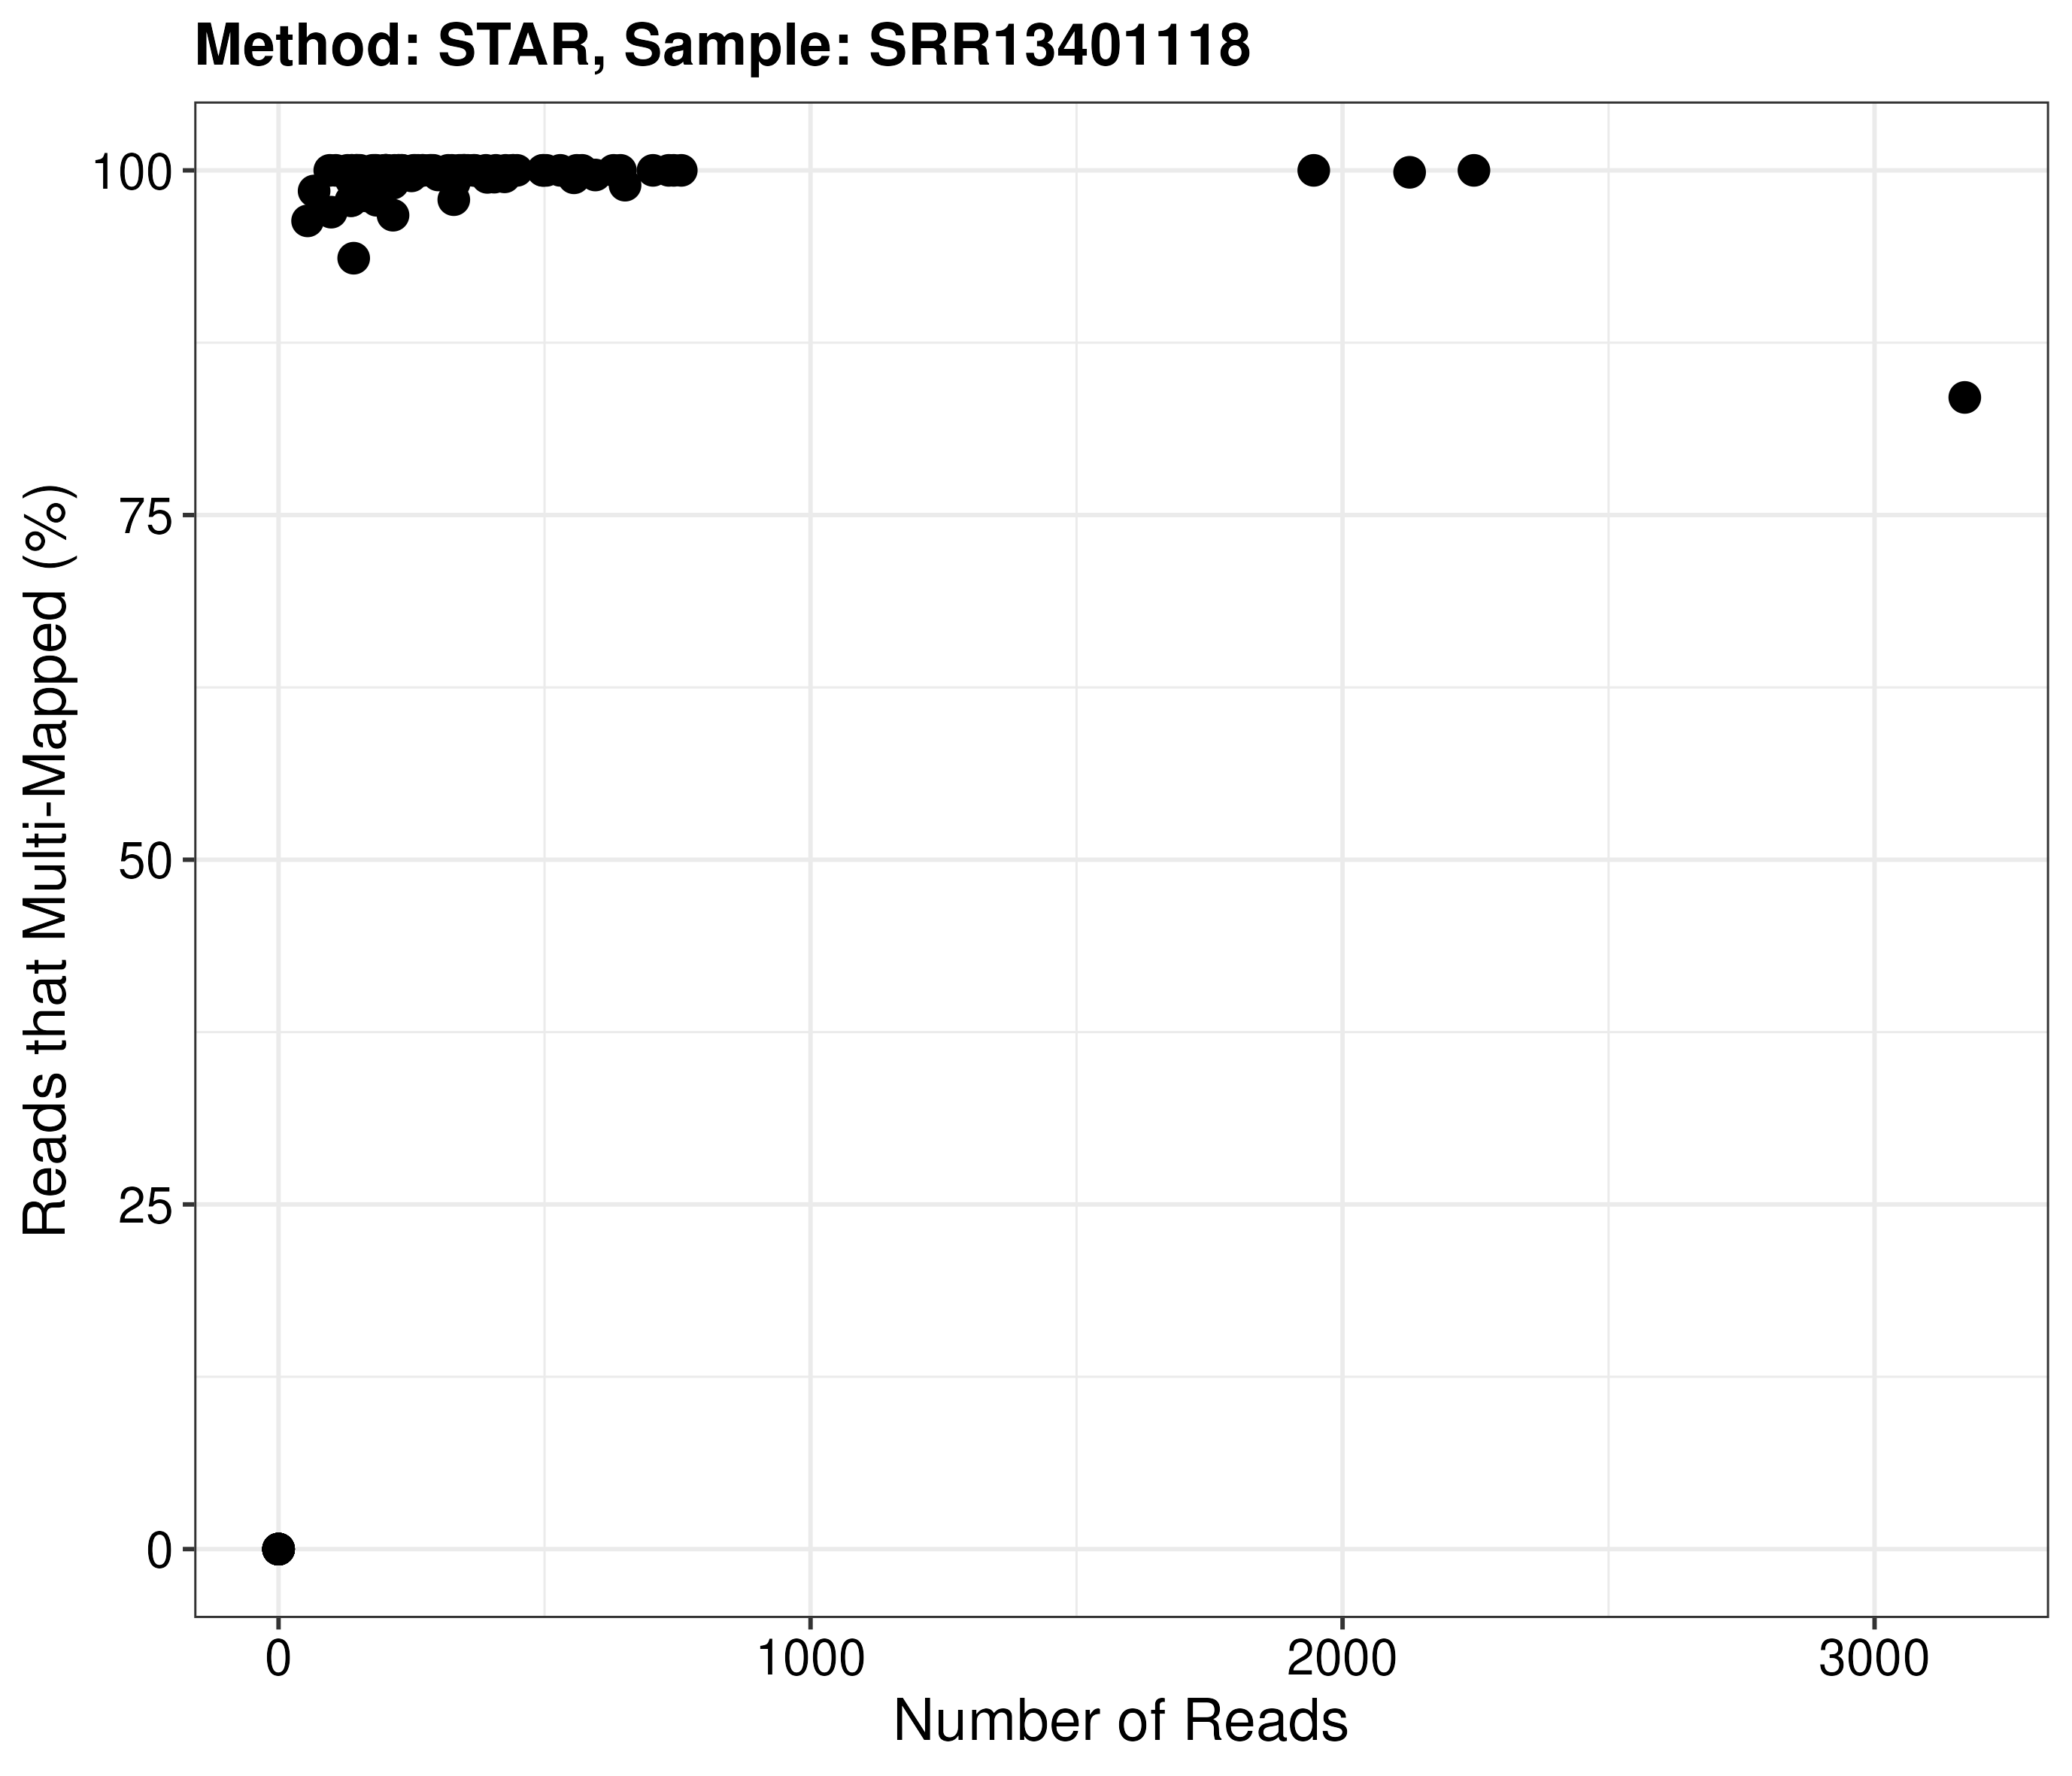 Method: STAR, Sample: SRR13401118
Reads that Multi-Mapped (%)
100
75
50
25
0
0 1000 2000 3000
Number of Reads